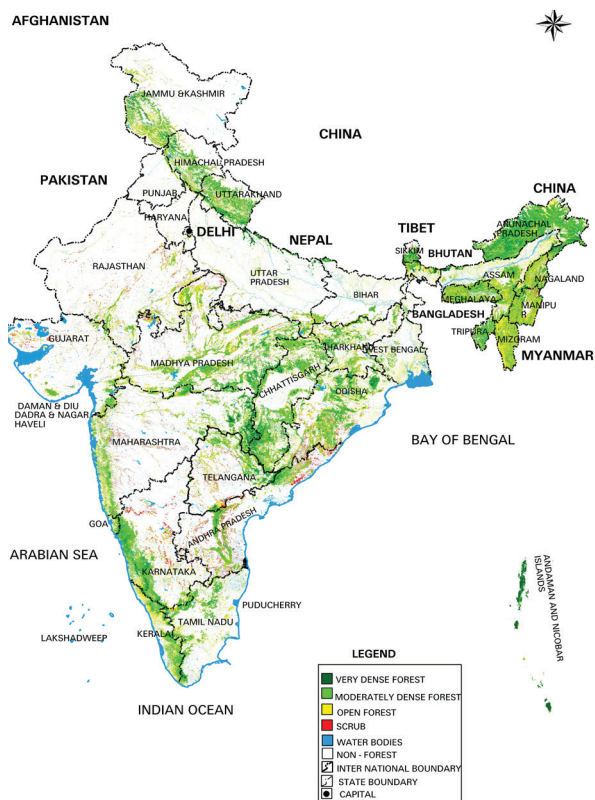 AFGHANISTAN
JAMMU &KASHMIR
CHINA
HIMACHAL PRADESH
PAKISTAN
PUNJAB
UTTARAKHAND
CHINA
HARYANA
DELHI
TIBET
ARUNACHAL
PRADESH
NEPAL
SIKKIM
BHUTAN
RAJASTHAN
UTTAR
PRADESH
ASSAM
NAGALAND
BIHAR
MEGHALAYA
MANIPU
R
BANGLADESH
GUJARAT
TRIPURA
MIZORAM
JHARKHAND
WEST BENGAL
MYANMAR
MADHYA PRADESH
CHHATTISGARH
ODISHA
DAMAN & DIU
DADRA & NAGAR
HAVELI
MAHARASHTRA
BAY OF BENGAL
TELANGANA
GOA
ANDHRA PRADESH
ARABIAN SEA
KARNATAKA
ANDAMAN AND NICOBAR
ISLANDS
PUDUCHERRY
TAMIL NADU
LAKSHADWEEP
KERALA
INDIAN OCEAN
LEGEND
VERY DENSE FOREST
MODERATELY DENSE FOREST
OPEN FOREST
SCRUB
WATER BODIES
NON - FOREST
INTER NATIONAL BOUNDARY
STATE BOUNDARY
CAPITAL